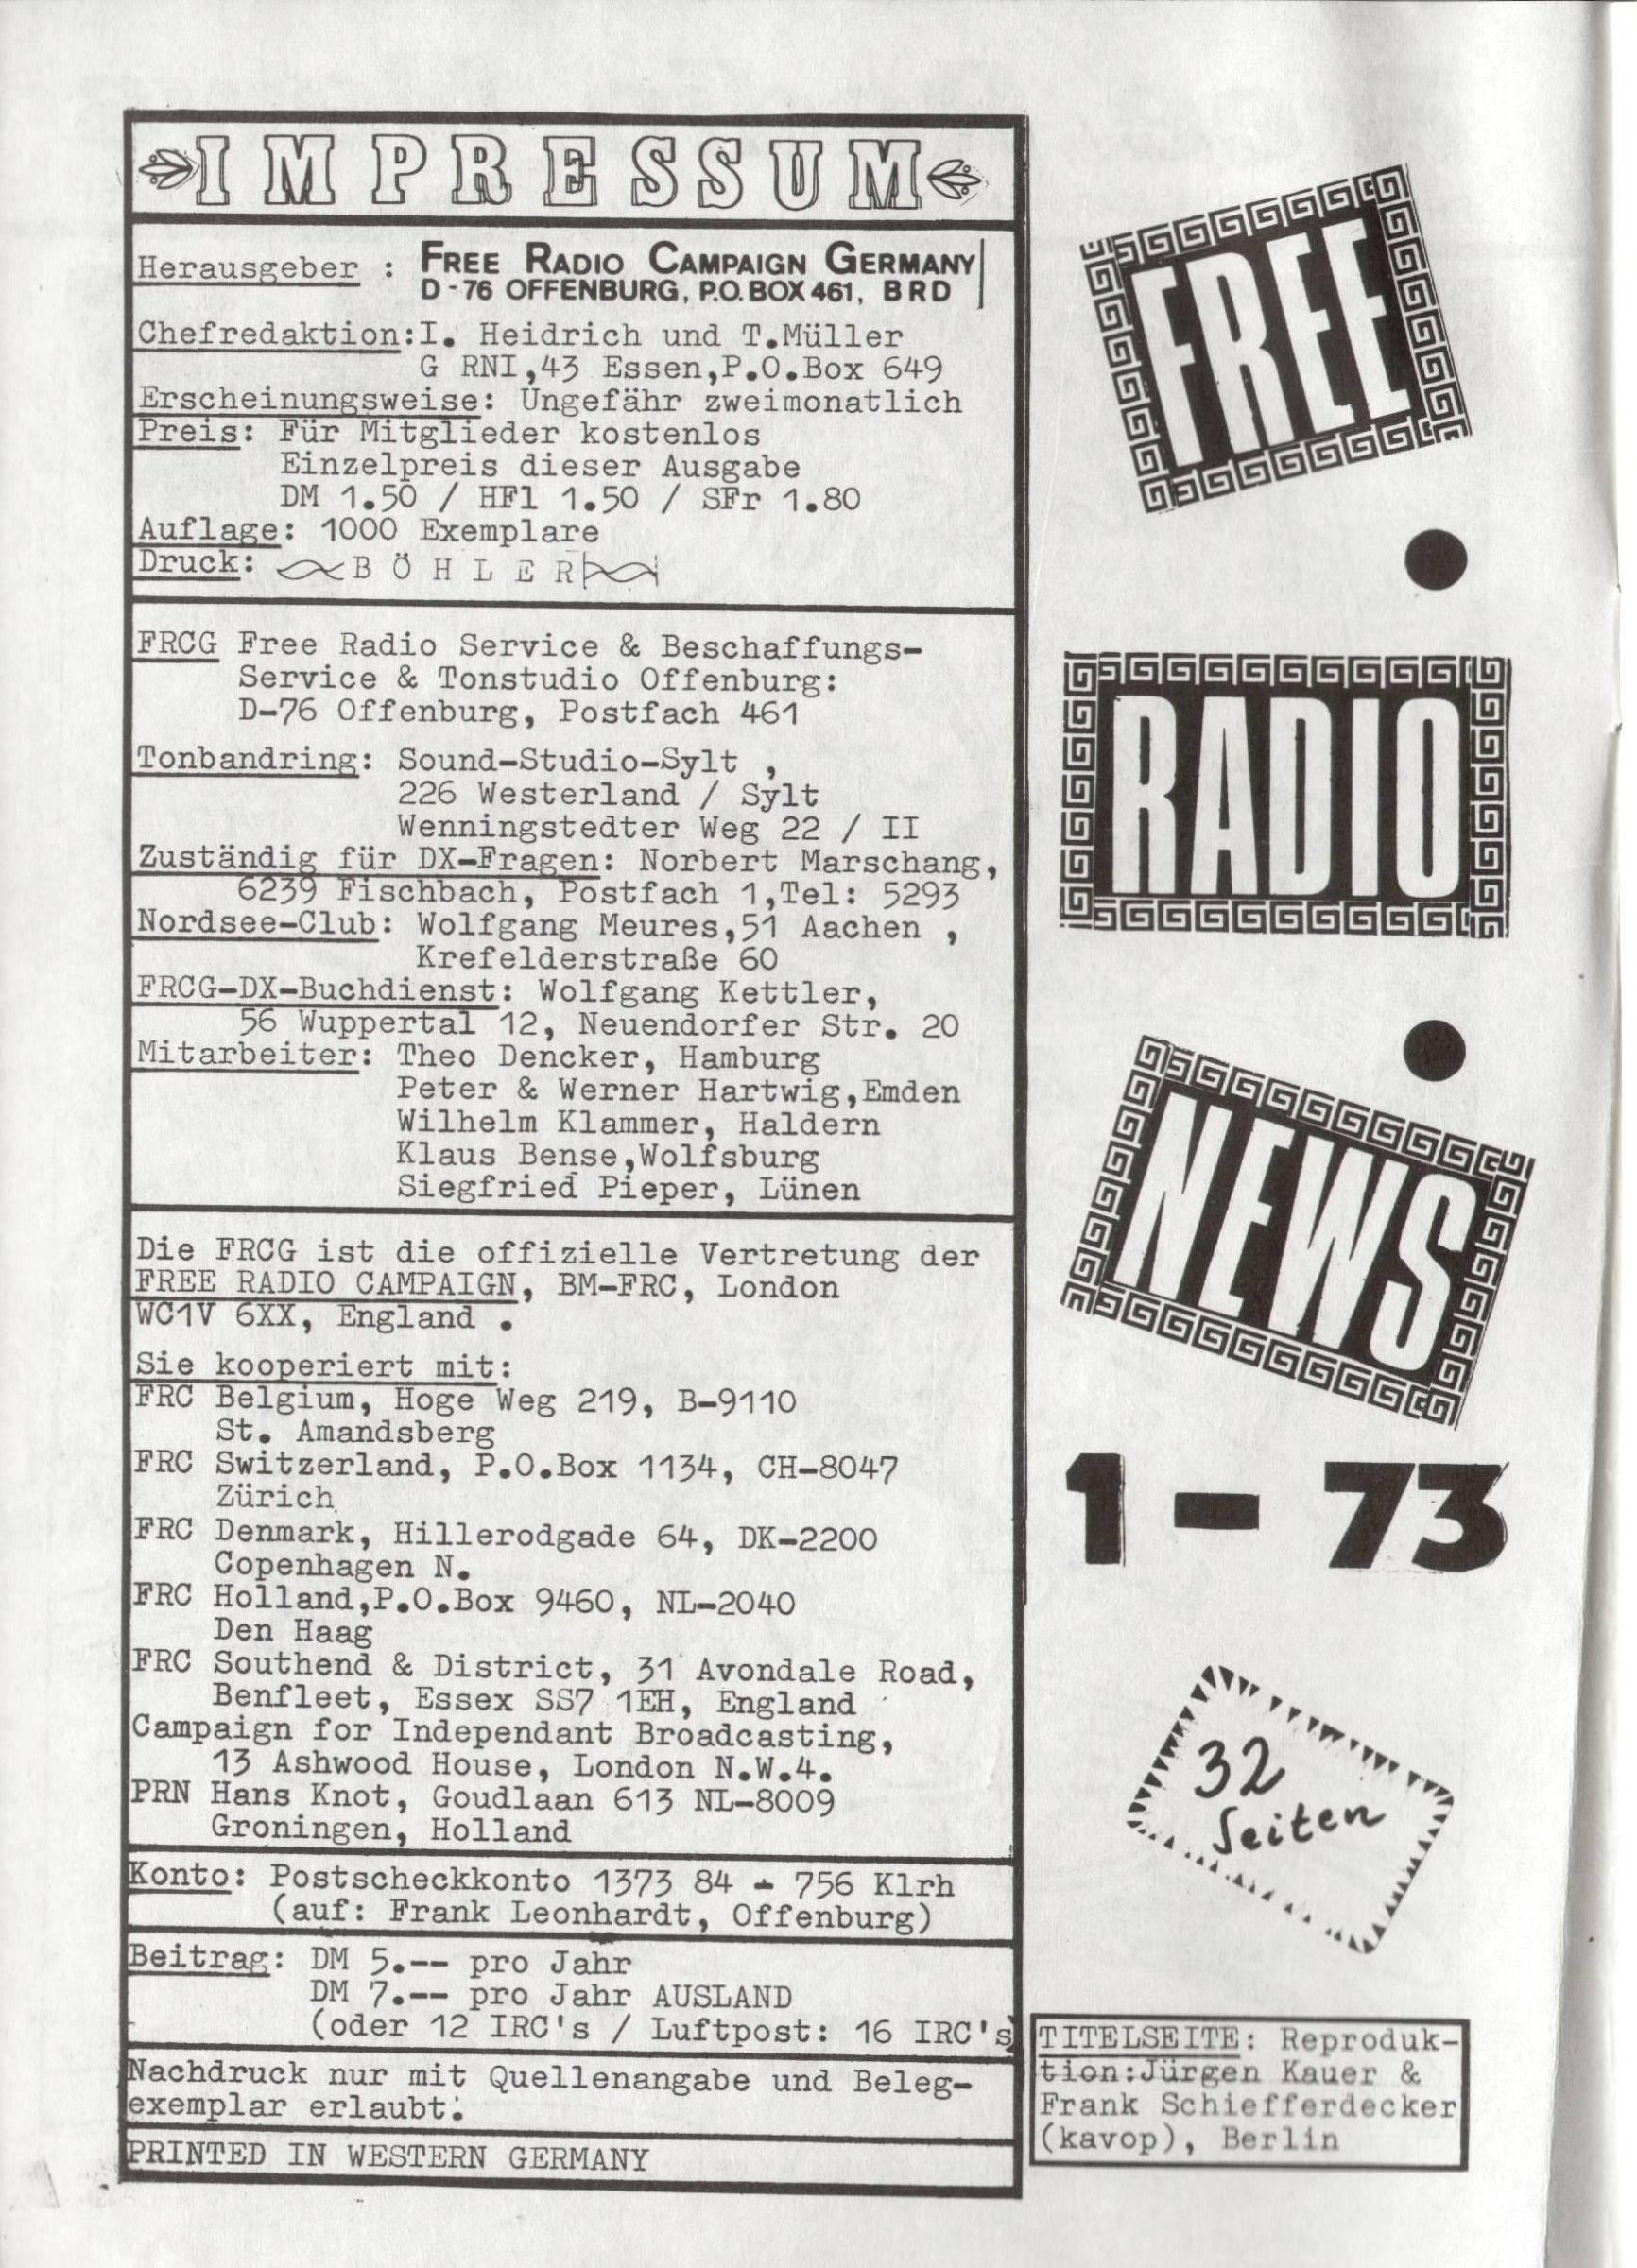 IMPRESSUM
Herausgeber : FREE RADIO CAMPAIGN GERMANY
D-76 OFFENBURG, P.O.BOX 461, BRD
Chefredaktion:I. Heidrich und T.Müller
G RNI,43 Essen,P.O.Box 649
Erscheinungsweise: Ungefähr zweimonatlich
Preis: Für Mitglieder kostenlos
Einzelpreis dieser Ausgabe
DM 1.50 / HFl 1.50 / SFr 1.80
Auflage: 1000 Exemplare
Druck: BÖHLER
FRCG Free Radio Service & Beschaffungs-
Service & Tonstudio Offenburg:
D-76 Offenburg, Postfach 461
Tonbandring: Sound-Studio-Sylt ,
226 Westerland / Sylt
Wenningstedter Weg 22 / II
Zuständig für DX-Fragen: Norbert Marschang,
6239 Fischbach, Postfach 1,Tel: 5293
Nordsee-Club: Wolfgang Meures,51 Aachen ,
Krefelderstraße 60
FRCG-DX-Buchdienst: Wolfgang Kettler,
56 Wuppertal 12, Neuendorfer Str. 20
Mitarbeiter: Theo Dencker, Hamburg
Peter & Werner Hartwig,Emden
Wilhelm Klammer, Haldern
Klaus Bense,Wolfsburg
Siegfried Pieper, Lünen
Die FRCG ist die offizielle Vertretung der
FREE RADIO CAMPAIGN, BM-FRC, London
WC1V 6XX, England .
Sie kooperiert mit:
FRC Belgium, Hoge Weg 219, B-9110
St. Amandsberg
FRC Switzerland, P.O.Box 1134, CH-8047
Zürich
FRC Denmark, Hillerodgade 64, DK-2200
Copenhagen N.
FRC Holland,P.O.Box 9460, NL-2040
Den Haag
FRC Southend & District, 31 Avondale Road,
Benfleet, Essex SS7 1EH, England
Campaign for Independant Broadcasting,
13 Ashwood House, London N.W.4.
PRN Hans Knot, Goudlaan 613 NL-8009
Groningen, Holland
Konto: Postscheckkonto 1373 84 - 756 Klrh
(auf: Frank Leonhardt, Offenburg)
Beitrag: DM 5.-- pro Jahr
DM 7.-- pro Jahr AUSLAND
(oder 12 IRC's / Luftpost: 16 IRC's)
Nachdruck nur mit Quellenangabe und Beleg-
exemplar erlaubt.
PRINTED IN WESTERN GERMANY
FREE
RADIO
NEWS
1-73
32
Seiten
TITELSEITE: Reproduk-
tion:Jürgen Kauer &
Frank Schiefferdecker
(kavop), Berlin